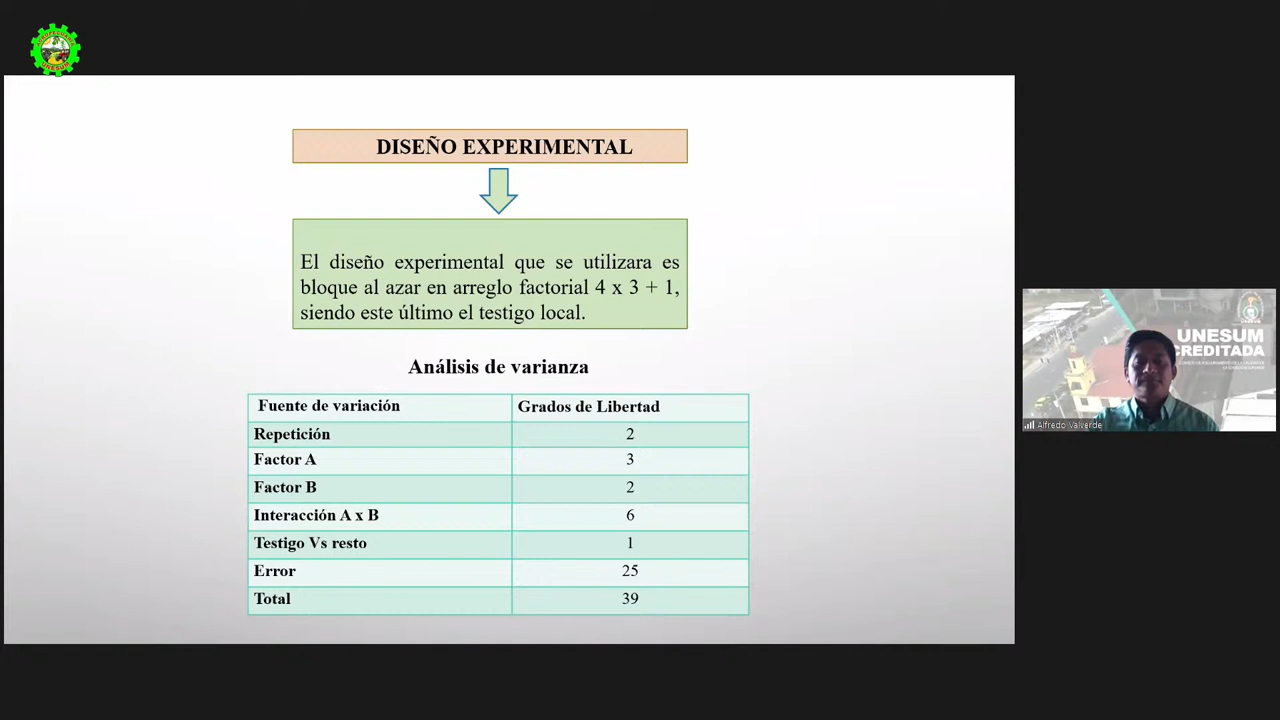 AGROPECUARIA
UNESUM
DISEÑO EXPERIMENTAL
El diseño experimental que se utilizara es
bloque al azar en arreglo factorial 4 x 3 + 1,
siendo este último el testigo local.
Análisis de varianza
Fuente de variación Grados de Libertad
Repetición 2
Factor A 3
Factor B 2
Interacción A x B 6
Testigo Vs resto 1
Error 25
Total 39
UNESUM
CREDITADA
Alfredo Valverde